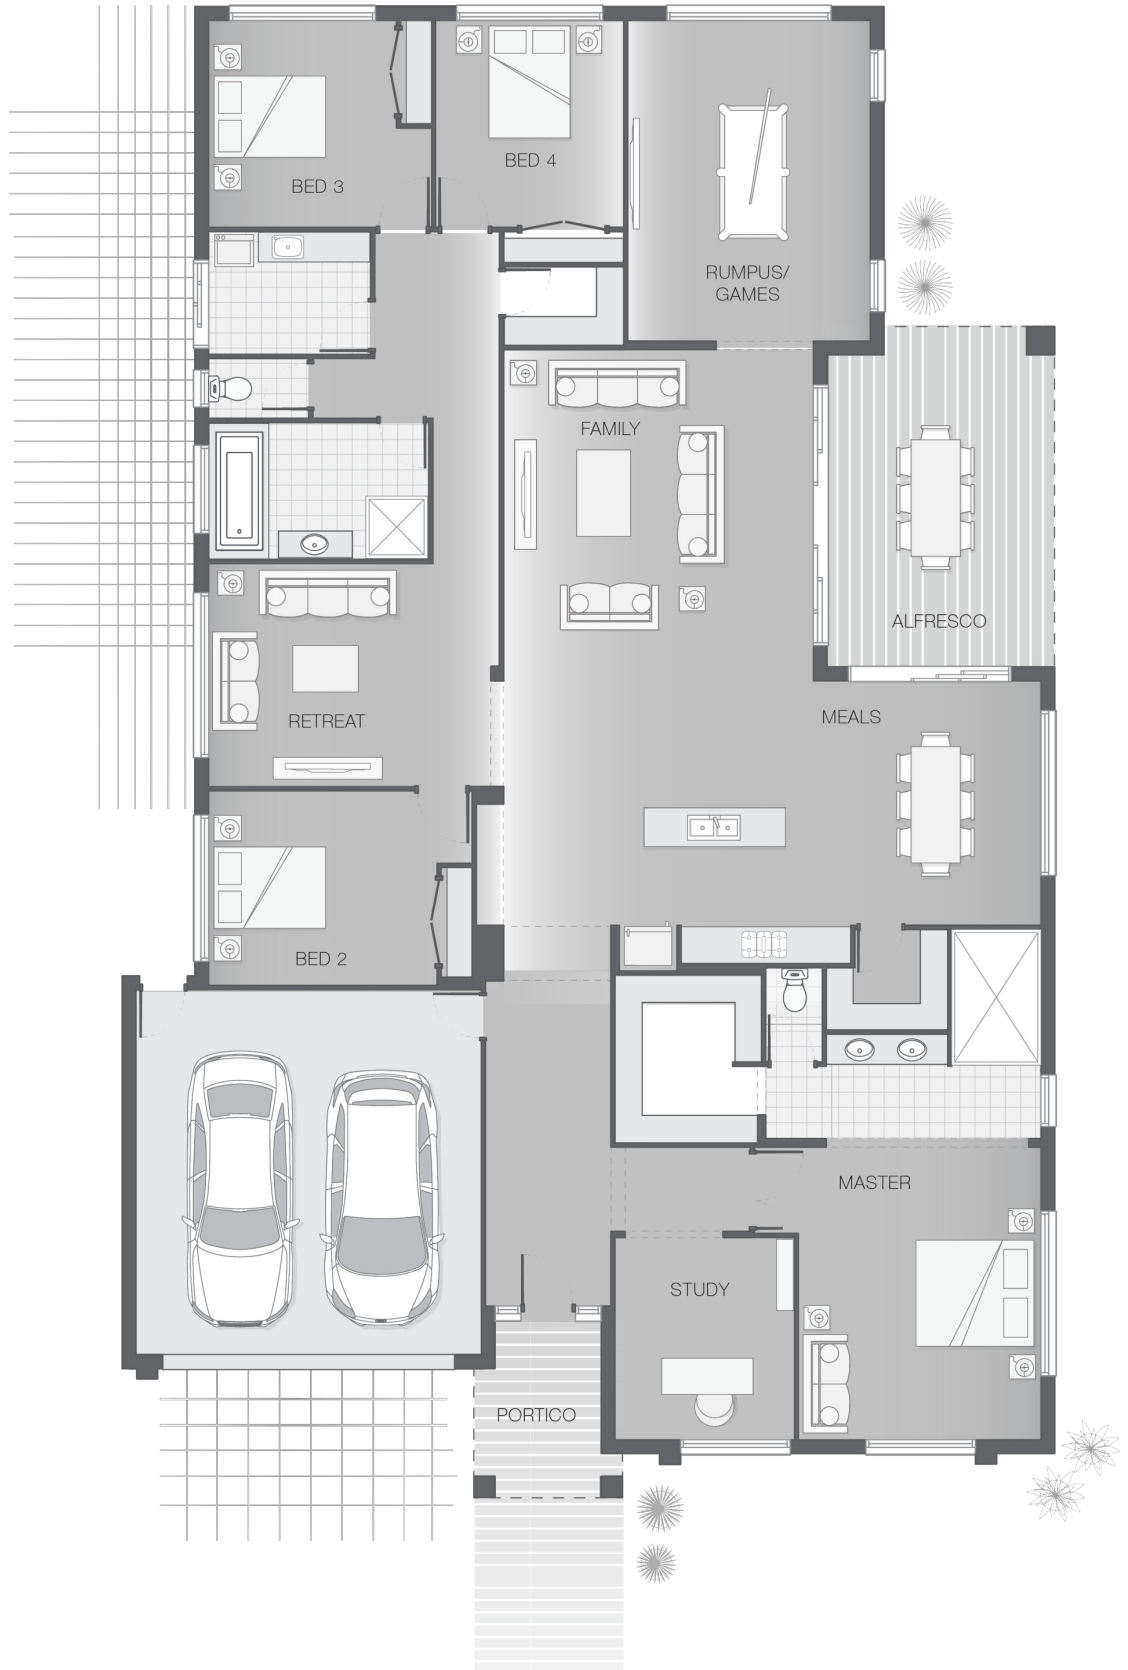 BED 4
BED 3
RUMPUS/
GAMES
FAMILY
ALFRESCO
RETREAT
MEALS
BED 2
MASTER
STUDY
PORTICO